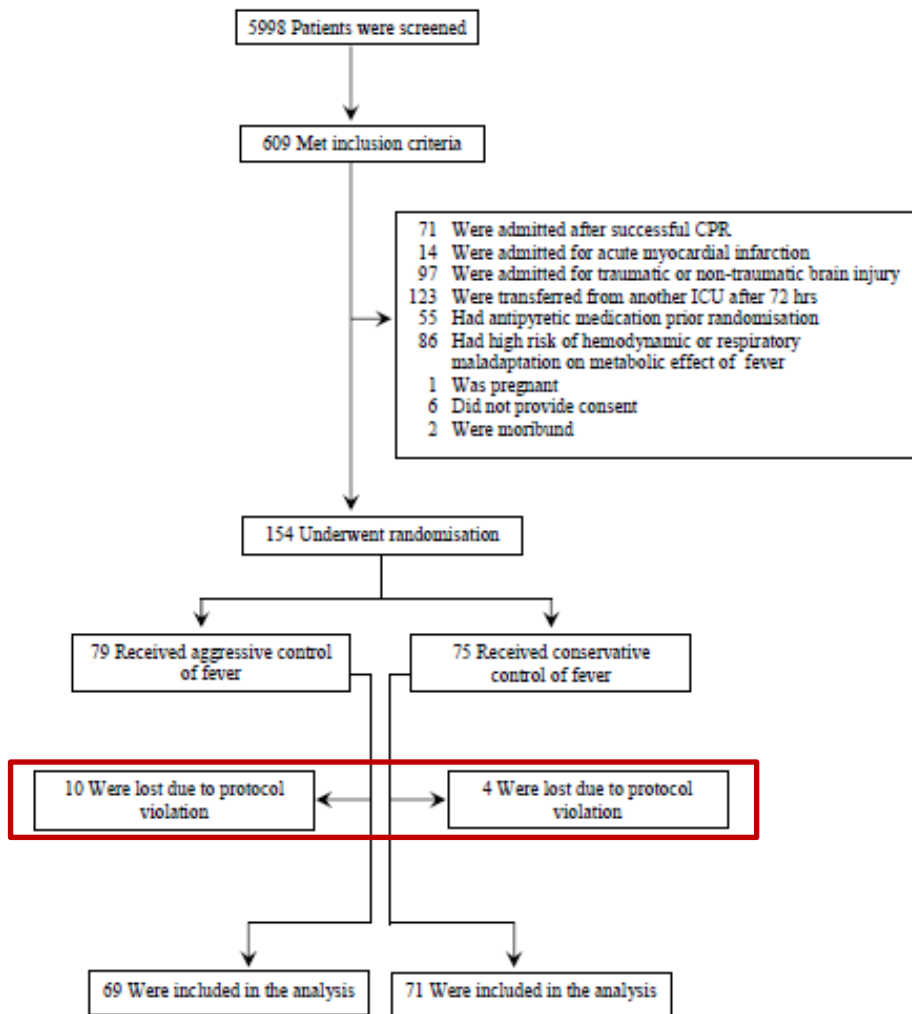 5998 Patients were screened
609 Met inclusion criteria
71 Were admitted after successful CPR
14 Were admitted for acute myocardial infarction
97 Were admitted for traumatic or non-traumatic brain injury
123 Were transferred from another ICU after 72 hrs
55 Had antipyretic medication prior randomisation
86 Had high risk of hemodynamic or respiratory
maladaptation on metabolic effect of fever
1 Was pregnant
6 Did not provide consent
2 Were moribund
154 Underwent randomisation
79 Received aggressive control
of fever
75 Received conservative
control of fever
10 Were lost due to protocol
violation
4 Were lost due to protocol
violation
69 Were included in the analysis
71 Were included in the analysis